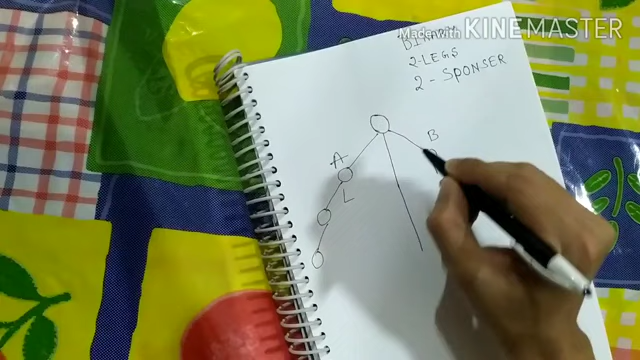 Made with KINEMASTER
2-LEGS
2 - SPONSER
B
A
L